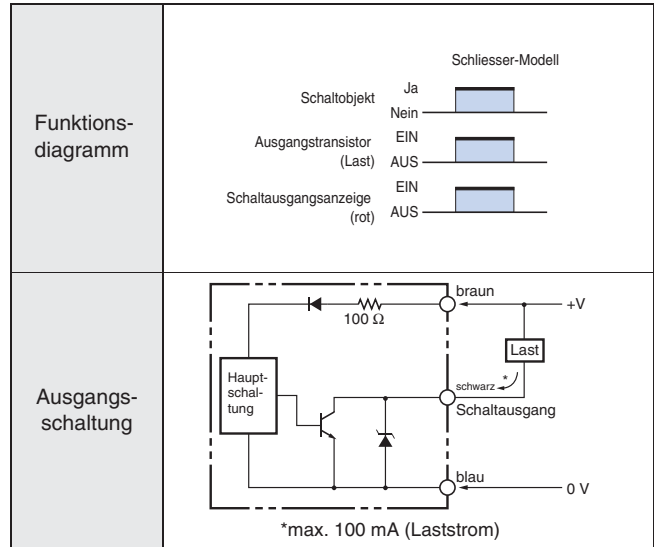 Funktions-
diagramm
Schliesser-Modell
Schaltobjekt
Ja
Nein
Ausgangstransistor
(Last)
EIN
AUS
Schaltausgangsanzeige
(rot)
EIN
AUS
Ausgangs-
schaltung
braun
+V
100 Ω
Last
Haupt-
schal-
tung
schwarz
*
Schaltausgang
blau
0 V
*max. 100 mA (Laststrom)